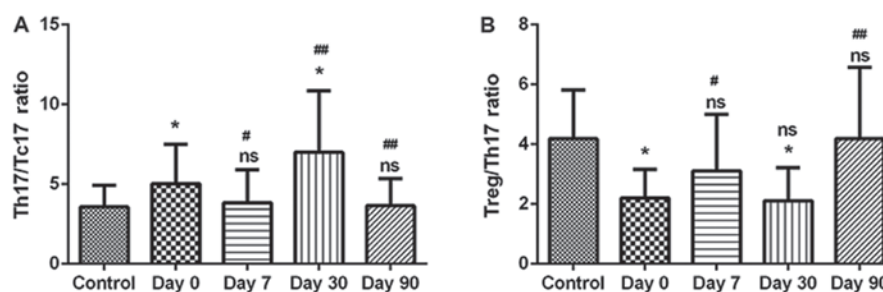 A
Th17/Tc17 ratio
15
10
5
0
*
#
ns
##
*
##
ns
Control Day 0 Day 7 Day 30 Day 90
B
Treg/Th17 ratio
8
6
4
2
0
*
#
ns
ns
*
##
ns
Control Day 0 Day 7 Day 30 Day 90